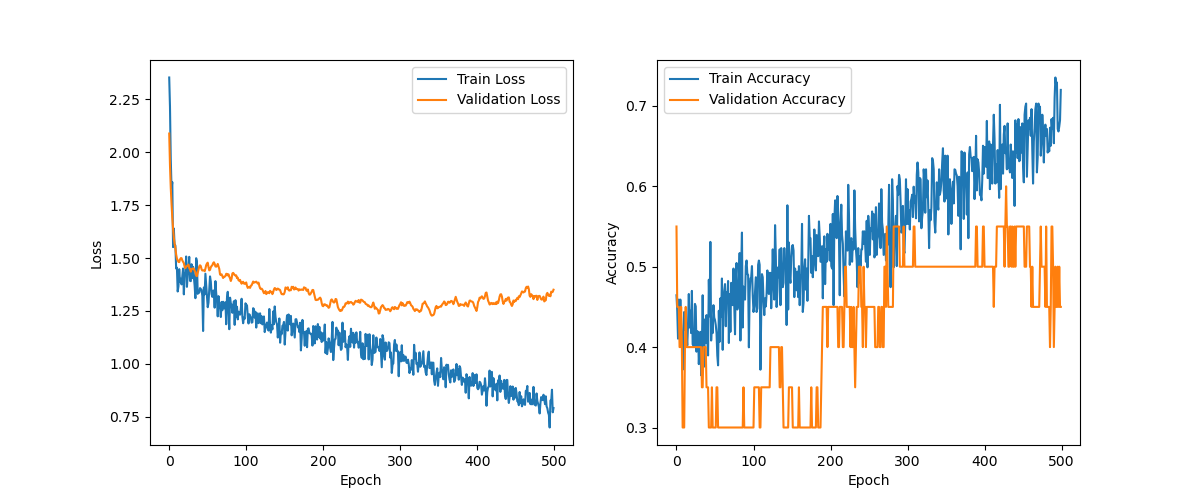 Train Loss
Validation Loss
2.25
2.00
1.75
1.50
1.25
1.00
0.75
Loss
0 100 200 300 400 500
Epoch
Train Accuracy
Validation Accuracy
0.7
0.6
0.5
0.4
0.3
Accuracy
0 100 200 300 400 500
Epoch